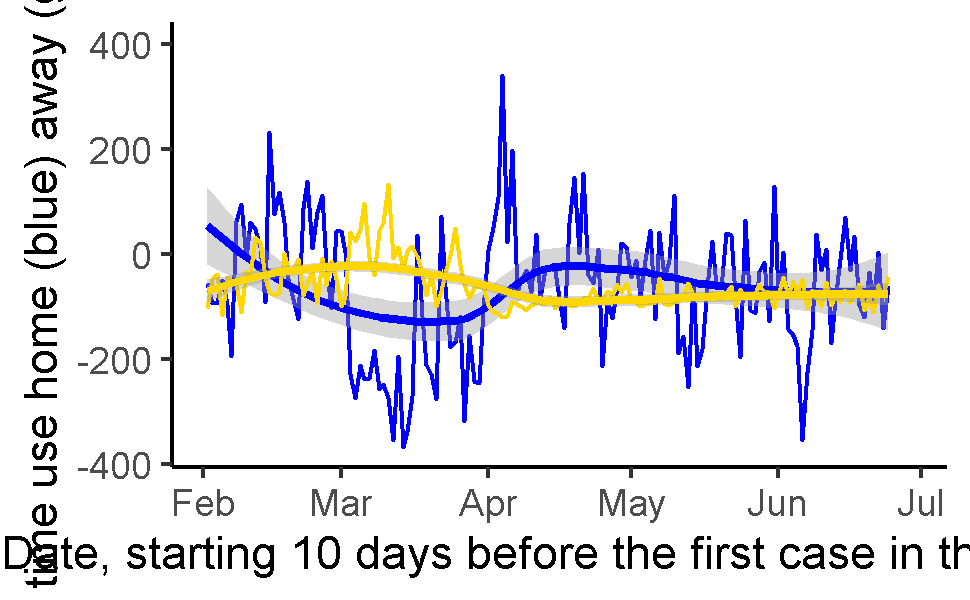 time use home (blue) away (
400
200
0
-200
-400
Feb Mar Apr May Jun Jul
Date, starting 10 days before the first case in th